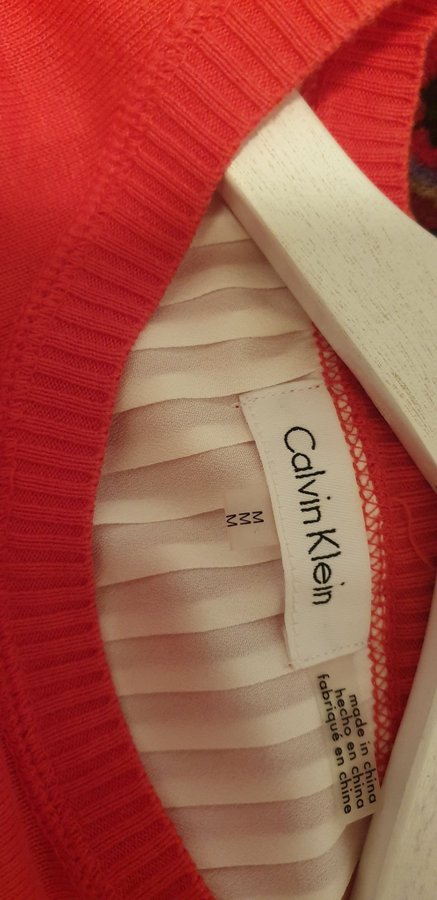 Calvin Klein
M
M
M
made in china
hecho en china
fabriqué en chine